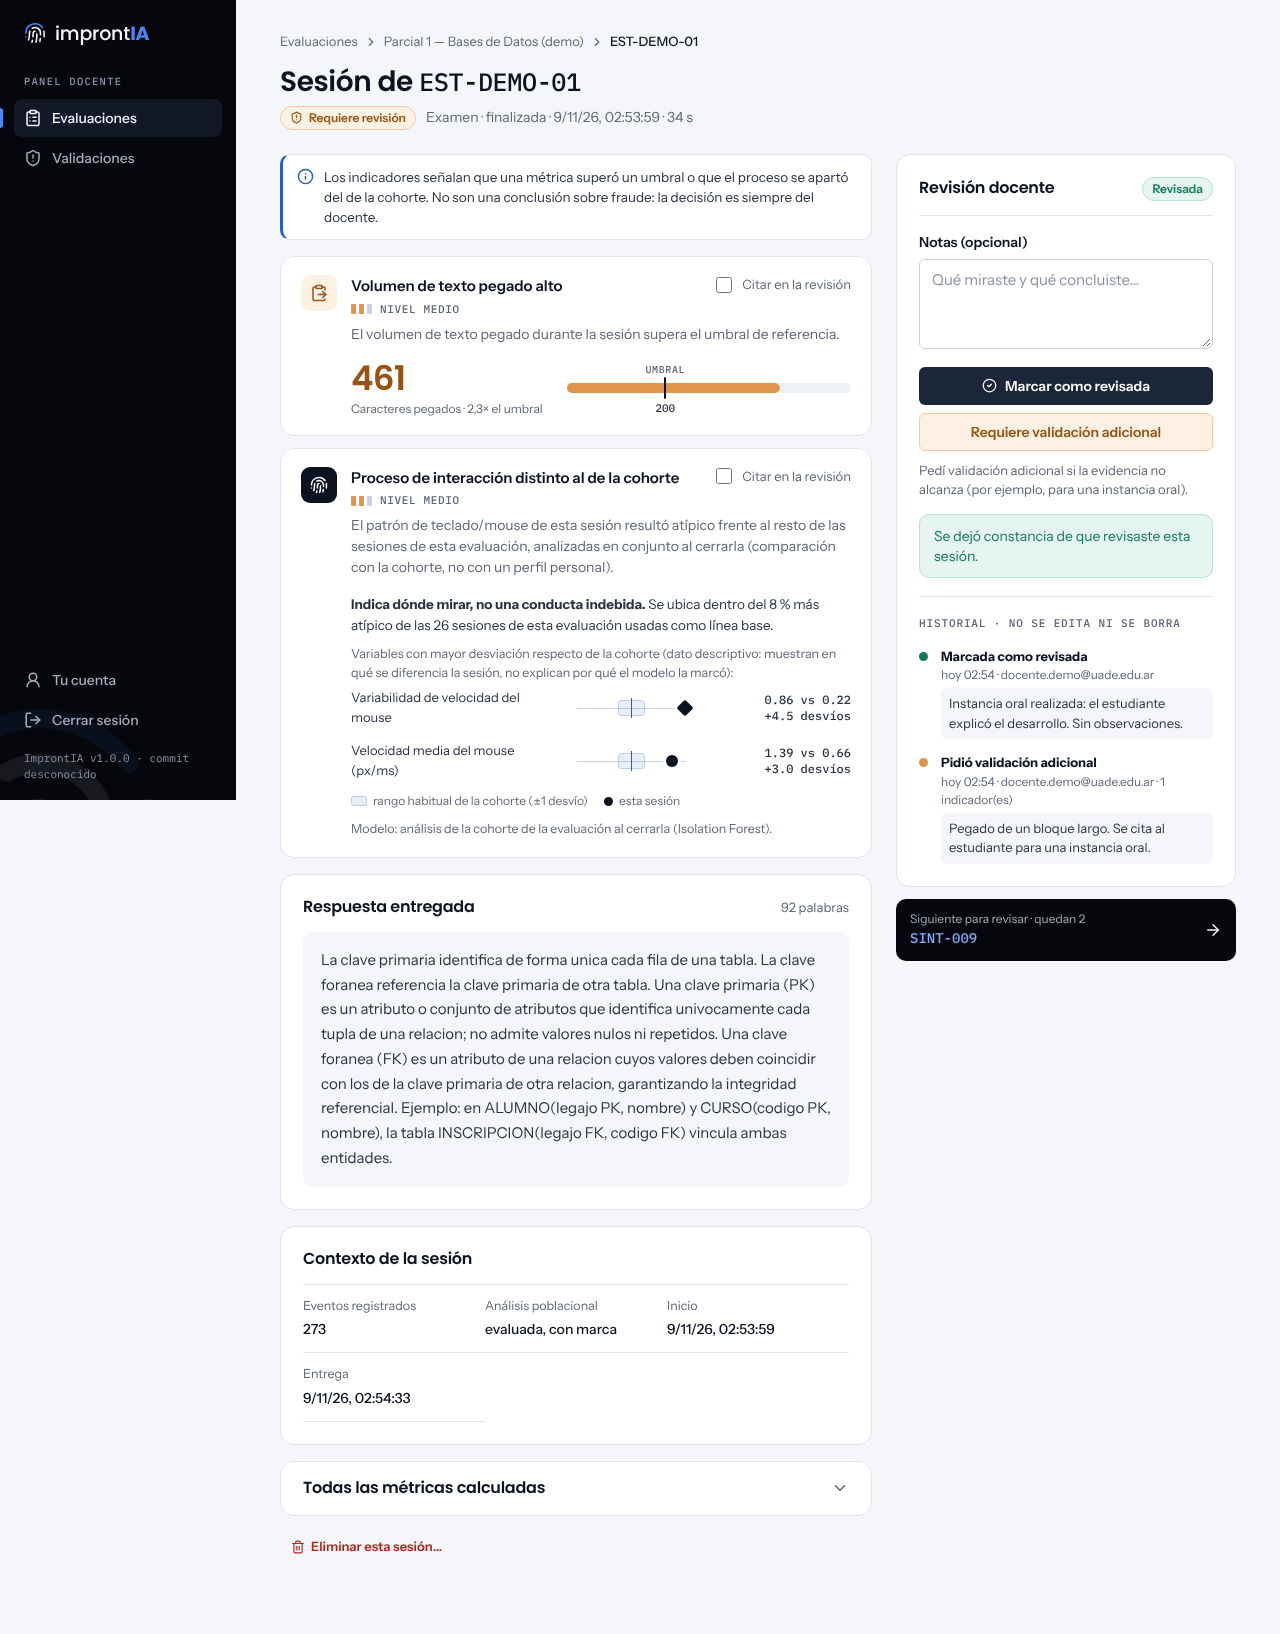 improntIA
PANEL DOCENTE
Evaluaciones
Validaciones
Tu cuenta
Cerrar sesión
ImprontIA v1.0.0 · commit
desconocido
Evaluaciones > Parcial 1 — Bases de Datos (demo) > EST-DEMO-01
Sesión de EST-DEMO-01
Requiere revisión
Examen · finalizada · 9/11/26, 02:53:59 · 34 s
Los indicadores señalan que una métrica superó un umbral o que el proceso se apartó
del de la cohorte. No son una conclusión sobre fraude: la decisión es siempre del
docente.
Volumen de texto pegado alto
Citar en la revisión
NIVEL MEDIO
El volumen de texto pegado durante la sesión supera el umbral de referencia.
461
Caracteres pegados · 2,3× el umbral
UMBRAL
200
Proceso de interacción distinto al de la cohorte
Citar en la revisión
NIVEL MEDIO
El patrón de teclado/mouse de esta sesión resultó atípico frente al resto de las
sesiones de esta evaluación, analizadas en conjunto al cerrarla (comparación
con la cohorte, no con un perfil personal).
Indica dónde mirar, no una conducta indebida. Se ubica dentro del 8 % más
atípico de las 26 sesiones de esta evaluación usadas como línea base.
Variables con mayor desviación respecto de la cohorte (dato descriptivo: muestran en
qué se diferencia la sesión, no explican por qué el modelo la marcó):
Variabilidad de velocidad del
mouse
0.86 vs 0.22
+4.5 desvíos
Velocidad media del mouse
(px/ms)
1.39 vs 0.66
+3.0 desvíos
rango habitual de la cohorte (±1 desvío)
esta sesión
Modelo: análisis de la cohorte de la evaluación al cerrarla (Isolation Forest).
Respuesta entregada
92 palabras
La clave primaria identifica de forma unica cada fila de una tabla. La clave
foranea referencia la clave primaria de otra tabla. Una clave primaria (PK)
es un atributo o conjunto de atributos que identifica univocamente cada
tupla de una relacion; no admite valores nulos ni repetidos. Una clave
foranea (FK) es un atributo de una relacion cuyos valores deben coincidir
con los de la clave primaria de otra relacion, garantizando la integridad
referencial. Ejemplo: en ALUMNO(legajo PK, nombre) y CURSO(codigo PK,
nombre), la tabla INSCRIPCION(legajo FK, codigo FK) vincula ambas
entidades.
Contexto de la sesión
Eventos registrados
273
Análisis poblacional
evaluada, con marca
Inicio
9/11/26, 02:53:59
Entrega
9/11/26, 02:54:33
Todas las métricas calculadas
Eliminar esta sesión...
Revisión docente
Revisada
Notas (opcional)
Qué miraste y qué concluiste...
Marcar como revisada
Requiere validación adicional
Pedí validación adicional si la evidencia no
alcanza (por ejemplo, para una instancia oral).
Se dejó constancia de que revisaste esta
sesión.
HISTORIAL · NO SE EDITA NI SE BORRA
Marcada como revisada
hoy 02:54 · docente.demo@uade.edu.ar
Instancia oral realizada: el estudiante
explicó el desarrollo. Sin observaciones.
Pidió validación adicional
hoy 02:54 · docente.demo@uade.edu.ar · 1
indicador(es)
Pegado de un bloque largo. Se cita al
estudiante para una instancia oral.
Siguiente para revisar · quedan 2
SINT-009